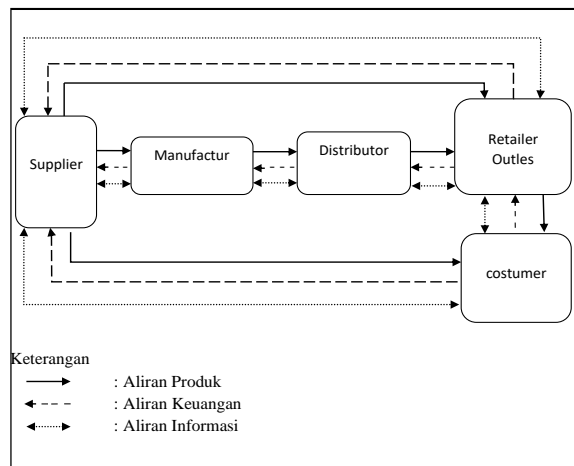 Supplier
Manufactur
Distributor
Retailer
Outles
costumer
Keterangan
: Aliran Produk
: Aliran Keuangan
: Aliran Informasi